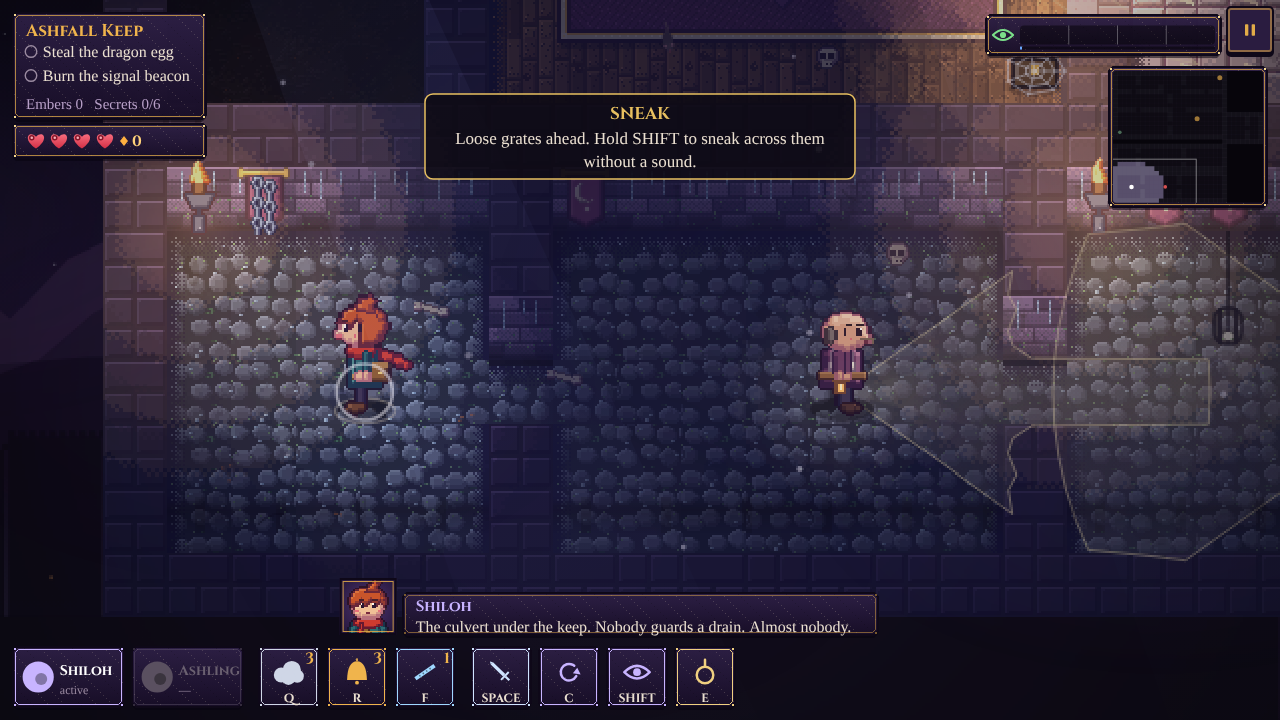 ASHFALL KEEP
Steal the dragon egg
Burn the signal beacon
Embers 0 Secrets 0/6
0
SNEAK
Loose grates ahead. Hold SHIFT to sneak across them
without a sound.
SHILOH
The culvert under the keep. Nobody guards a drain. Almost nobody.
SHILOH
active
ASHLING
—
3
Q
3
R
1
F
SPACE
C
SHIFT
E